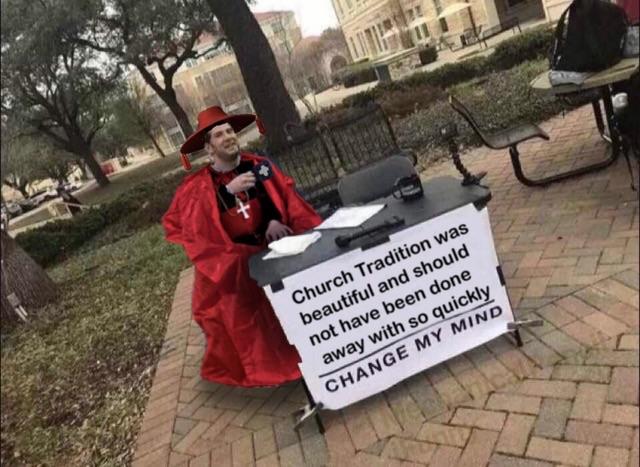 Church Tradition was
beautiful and should
not have been done
away with so quickly
CHANGE MY MIND